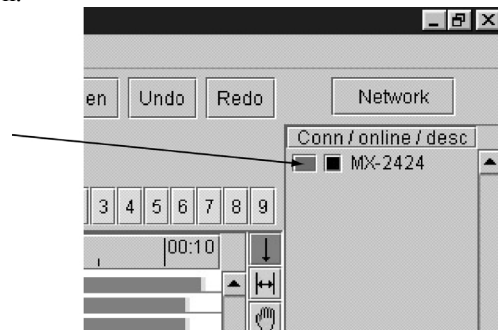 en Undo Redo Network
Conn / online / desc
MX-2424
3 4 5 6 7 8 9
00:10